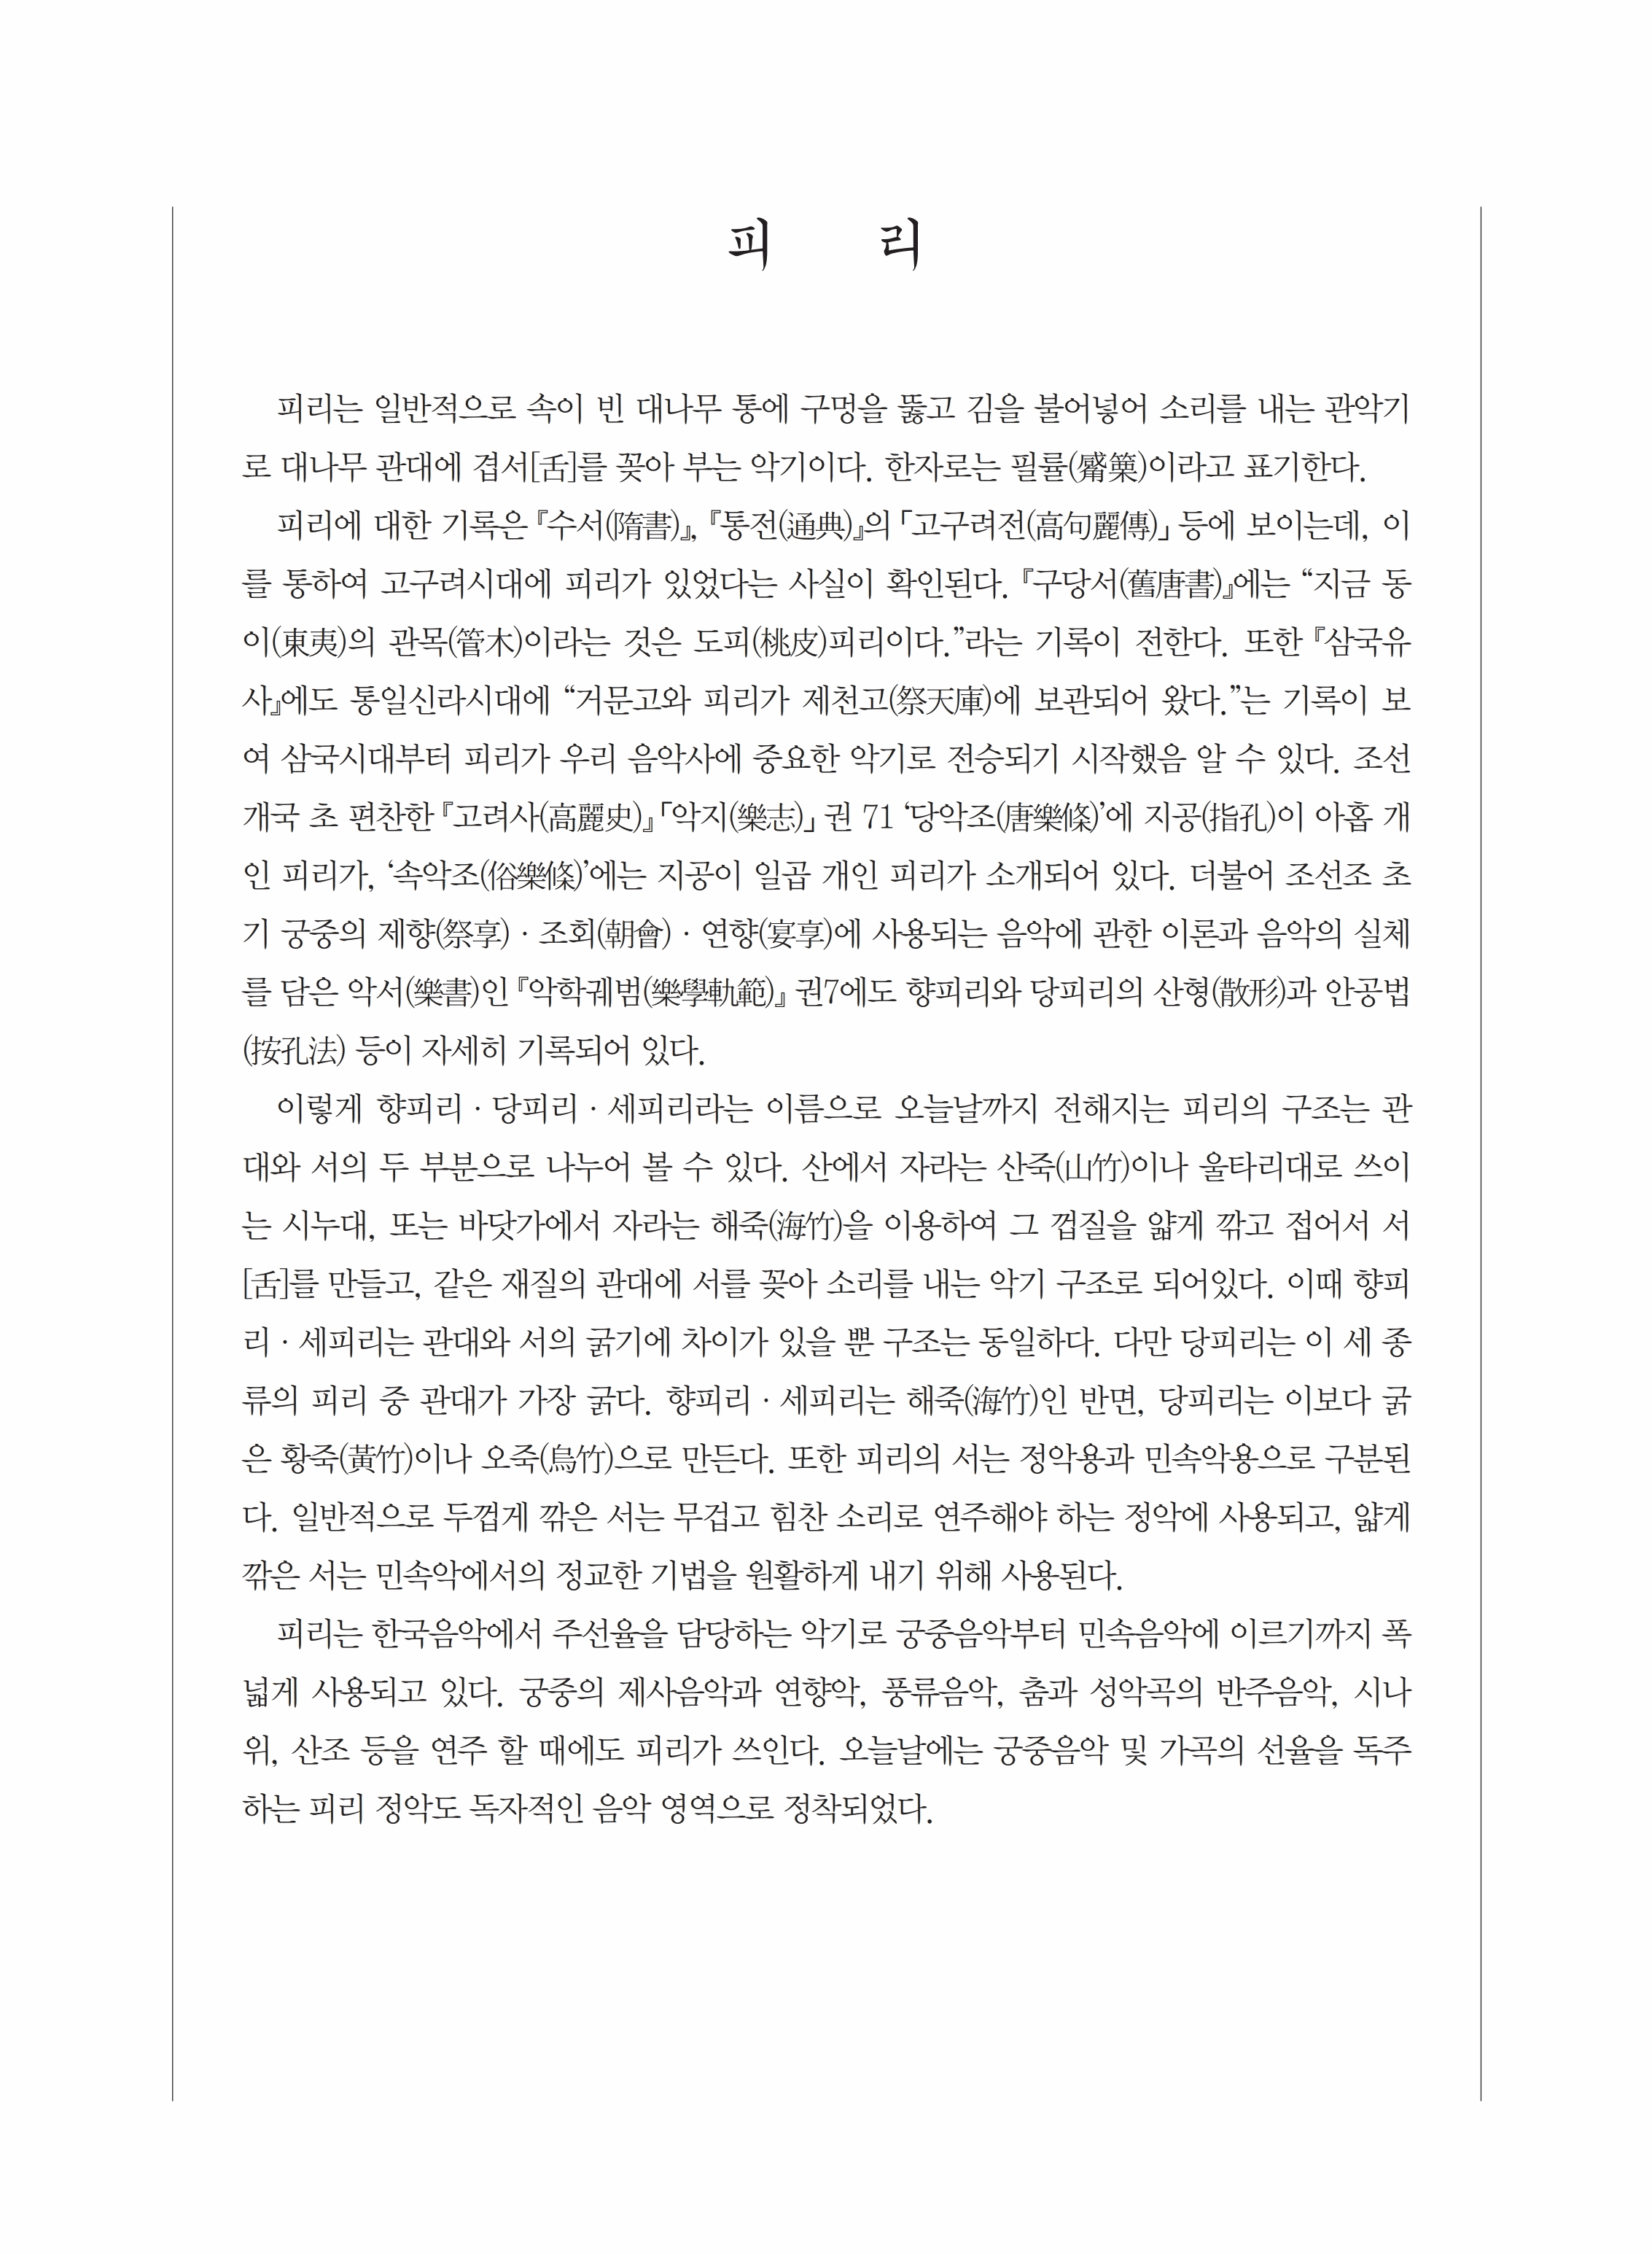 피 리
피리는 일반적으로 속이 빈 대나무 통에 구멍을 뚫고 김을 불어넣어 소리를 내는 관악기
로 대나무 관대에 겹서[舌]를 꽂아 부는 악기이다. 한자로는 필률(觱篥)이라고 표기한다.
피리에 대한 기록은 『수서(隋書)』, 『통전(通典)』의 「고구려전(高句麗傳)」 등에 보이는데, 이
를 통하여 고구려시대에 피리가 있었다는 사실이 확인된다. 『구당서(舊唐書)』에는 “지금 동
이(東夷)의 관목(管木)이라는 것은 도피(桃皮)피리이다.”라는 기록이 전한다. 또한 『삼국유
사』에도 통일신라시대에 “거문고와 피리가 제천고(祭天庫)에 보관되어 왔다.”는 기록이 보
여 삼국시대부터 피리가 우리 음악사에 중요한 악기로 전승되기 시작했음 알 수 있다. 조선
개국 초 편찬한 『고려사(高麗史)』 「악지(樂志)」 권 71 ‘당악조(唐樂條)’에 지공(指孔)이 아홉 개
인 피리가, ‘속악조(俗樂條)’에는 지공이 일곱 개인 피리가 소개되어 있다. 더불어 조선조 초
기 궁중의 제향(祭享)·조회(朝會)·연향(宴享)에 사용되는 음악에 관한 이론과 음악의 실체
를 담은 악서(樂書)인 『악학궤범(樂學軌範)』 권7에도 향피리와 당피리의 산형(散形)과 안공법
(按孔法) 등이 자세히 기록되어 있다.
이렇게 향피리·당피리·세피리라는 이름으로 오늘날까지 전해지는 피리의 구조는 관
대와 서의 두 부분으로 나누어 볼 수 있다. 산에서 자라는 산죽(山竹)이나 울타리대로 쓰이
는 시누대, 또는 바닷가에서 자라는 해죽(海竹)을 이용하여 그 껍질을 얇게 깎고 접어서 서
[舌]를 만들고, 같은 재질의 관대에 서를 꽂아 소리를 내는 악기 구조로 되어있다. 이때 향피
리·세피리는 관대와 서의 굵기에 차이가 있을 뿐 구조는 동일하다. 다만 당피리는 이 세 종
류의 피리 중 관대가 가장 굵다. 향피리·세피리는 해죽(海竹)인 반면, 당피리는 이보다 굵
은 황죽(黃竹)이나 오죽(烏竹)으로 만든다. 또한 피리의 서는 정악용과 민속악용으로 구분된
다. 일반적으로 두껍게 깎은 서는 무겁고 힘찬 소리로 연주해야 하는 정악에 사용되고, 얇게
깎은 서는 민속악에서의 정교한 기법을 원활하게 내기 위해 사용된다.
피리는 한국음악에서 주선율을 담당하는 악기로 궁중음악부터 민속음악에 이르기까지 폭
넓게 사용되고 있다. 궁중의 제사음악과 연향악, 풍류음악, 춤과 성악곡의 반주음악, 시나
위, 산조 등을 연주 할 때에도 피리가 쓰인다. 오늘날에는 궁중음악 및 가곡의 선율을 독주
하는 피리 정악도 독자적인 음악 영역으로 정착되었다.